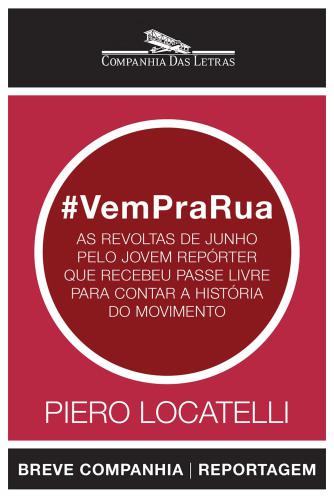 COMPANHIA DAS LETRAS
#VemPraRua
AS REVOLTAS DE JUNHO
PELO JOVEM REPÓRTER
QUE RECEBEU PASSE LIVRE
PARA CONTAR A HISTÓRIA
DO MOVIMENTO
PIERO LOCATELLI
BREVE COMPANHIA | REPORTAGEM